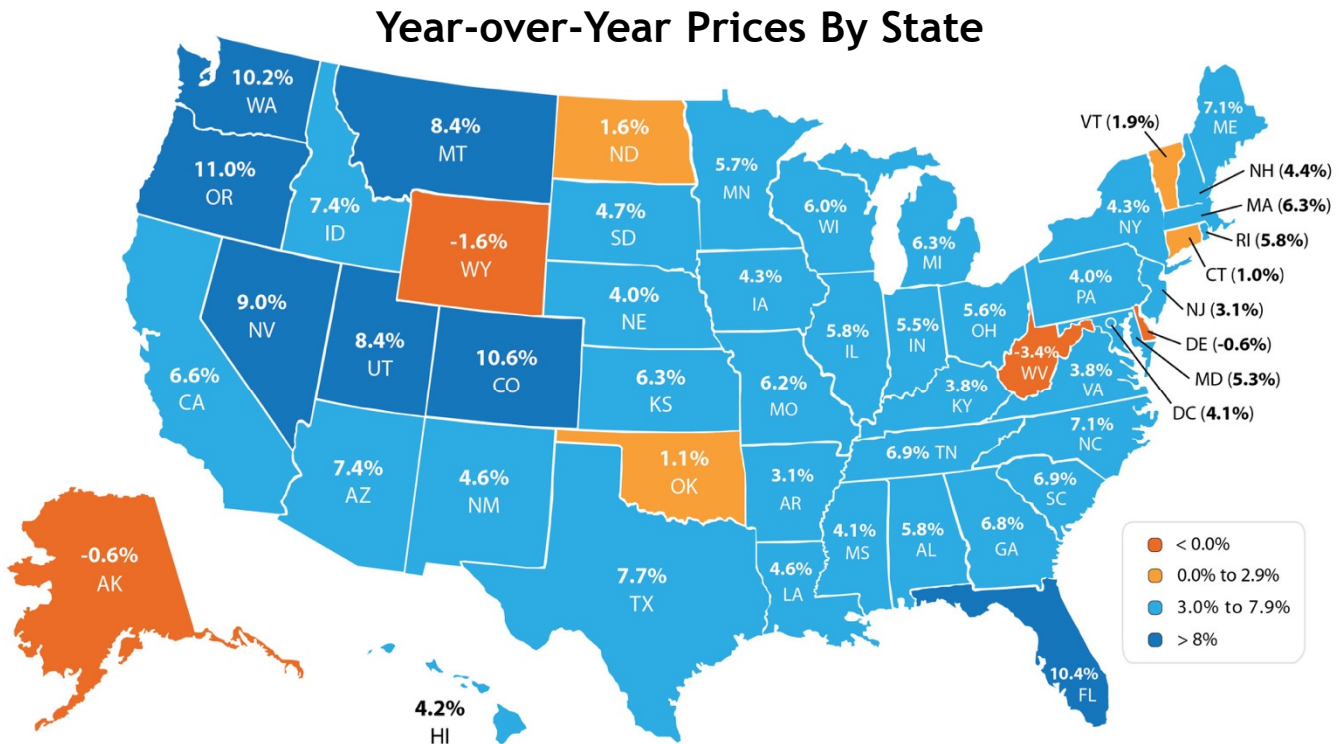 Year-over-Year Prices By State
10.2%
WA
11.0%
OR
7.4%
ID
8.4%
MT
1.6%
ND
5.7%
MN
4.7%
SD
-1.6%
WY
6.0%
WI
6.3%
MI
7.1%
ME
VT (1.9%)
NH (4.4%)
MA (6.3%)
RI (5.8%)
CT (1.0%)
NJ (3.1%)
DE (-0.6%)
MD (5.3%)
DC (4.1%)
4.3%
NY
4.0%
PA
4.3%
IA
4.0%
NE
9.0%
NV
8.4%
UT
10.6%
CO
6.6%
CA
6.3%
KS
6.2%
MO
5.8%
IL
5.5%
IN
5.6%
OH
-3.4%
WV
3.8%
VA
3.8%
KY
7.1%
NC
6.9% TN
6.9%
SC
7.4%
AZ
4.6%
NM
1.1%
OK
3.1%
AR
4.1%
MS
5.8%
AL
6.8%
GA
7.7%
TX
4.6%
LA
10.4%
FL
-0.6%
AK
4.2%
HI
< 0.0%
0.0% to 2.9%
3.0% to 7.9%
> 8%